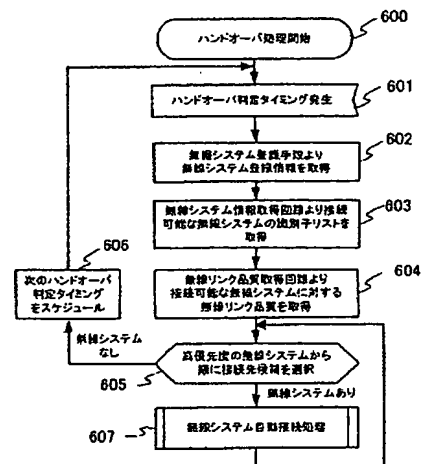 600
ハンドオーバ処理開始
601
ハンドオーバ判定タイミング発生
602
無線システム登録手段より
無線システム登録情報を取得
603
無線システム情報取得回路より接続
可能な無線システムの識別子リストを
取得
604
無線リンク品質取得回路より
接続可能な無線システムに対する
無線リンク品質を取得
606
次のハンドオーバ
判定タイミング
をスケジュール
無線システム
なし
高優先度の無線システムから
順に接続先候補を選択
605
無線システムあり
607
無線システム自動接続処理